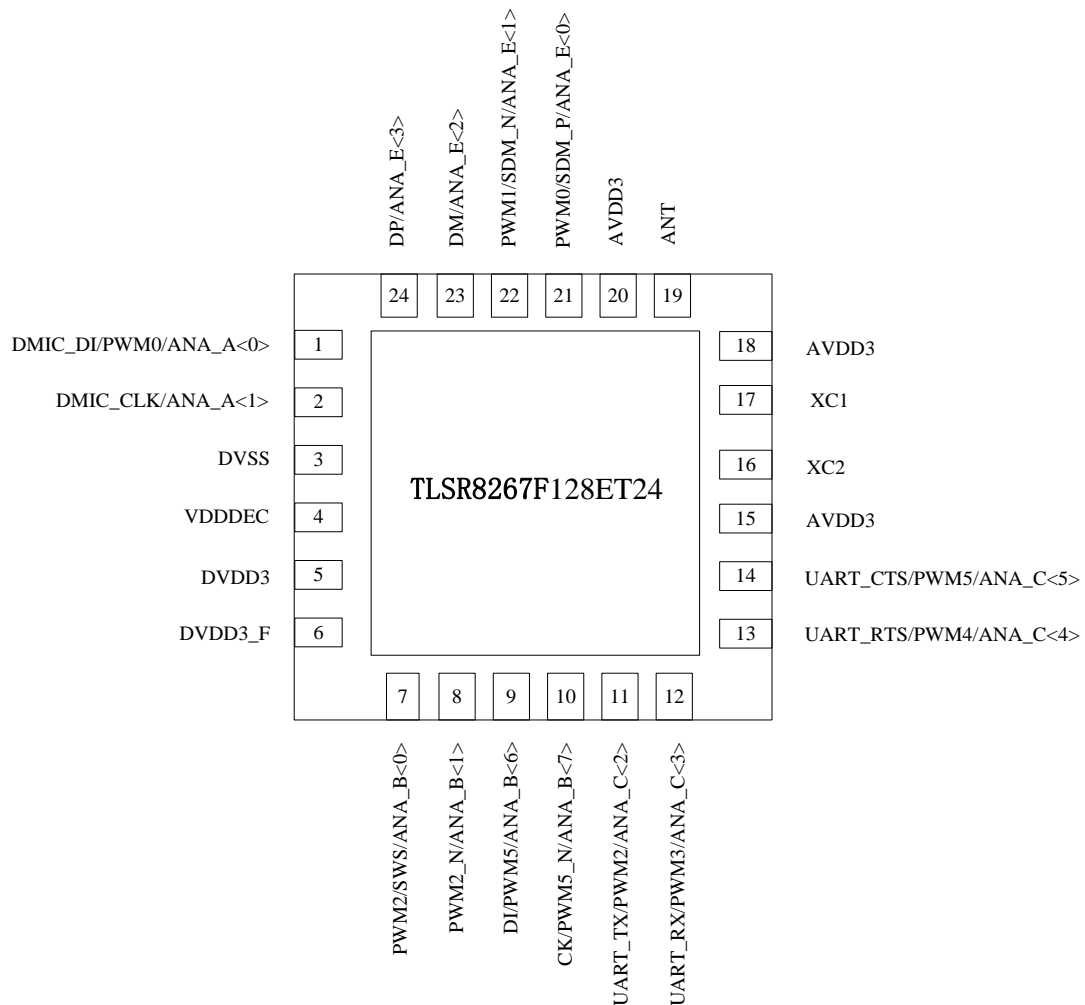 DP/ANA_E<3>
DM/ANA_E<2>
PWM1/SDM_N/ANA_E<1>
PWM0/SDM_P/ANA_E<0>
AVDD3
ANT
24
23
22
21
20
19
DMIC_DI/PWM0/ANA_A<0>
1
DMIC_CLK/ANA_A<1>
2
DVSS
3
VDDDEC
4
DVDD3
5
DVDD3_F
6
TLSR8267F128ET24
18
AVDD3
17
XC1
16
XC2
15
AVDD3
14
UART_CTS/PWM5/ANA_C<5>
13
UART_RTS/PWM4/ANA_C<4>
7
8
9
10
11
12
PWM2/SWS/ANA_B<0>
PWM2_N/ANA_B<1>
DI/PWM5/ANA_B<6>
CK/PWM5_N/ANA_B<7>
UART_TX/PWM2/ANA_C<2>
UART_RX/PWM3/ANA_C<3>